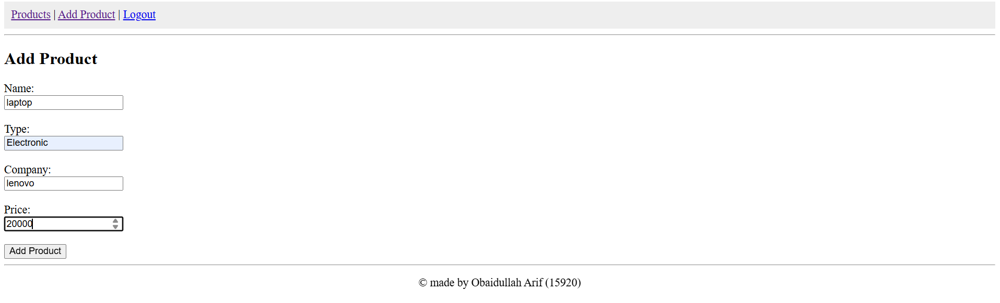 Products | Add Product | Logout
Add Product
Name:
laptop
Type:
Electronic
Company:
lenovo
Price:
20000
Add Product
© made by Obaidullah Arif (15920)